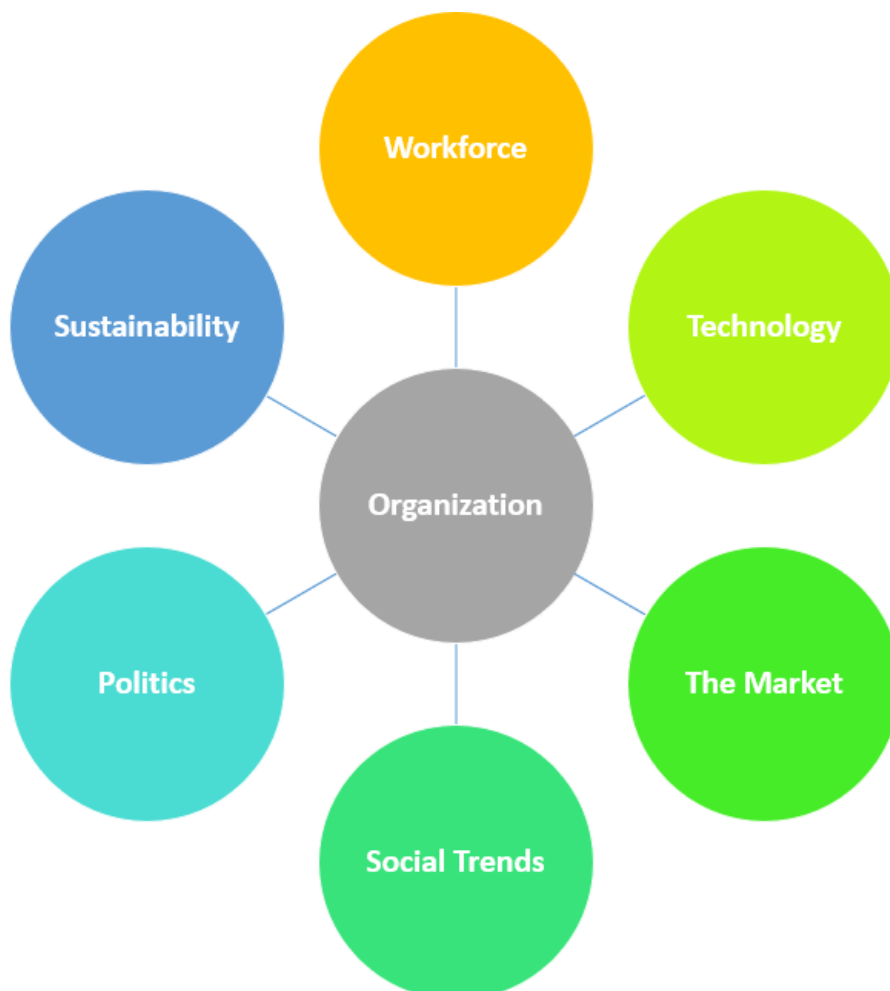 Workforce
Sustainability
Technology
Organization
Politics
The Market
Social Trends